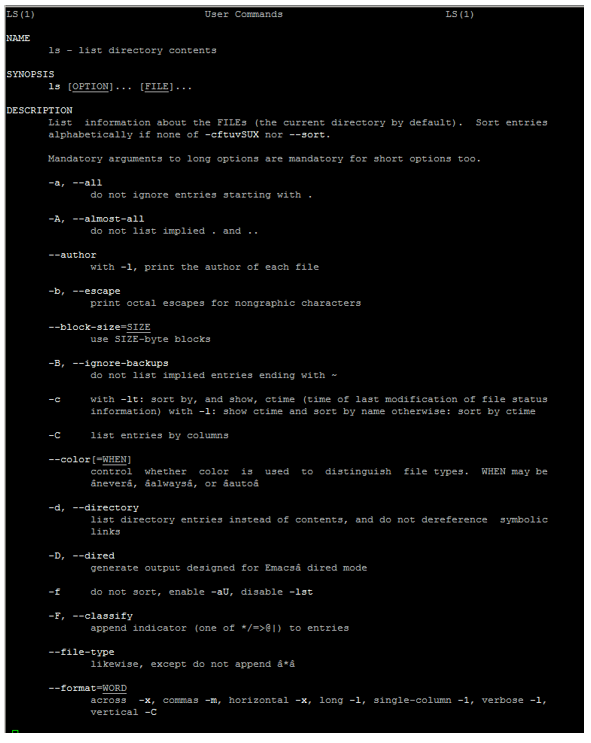 LS(1) User Commands LS(1)
NAME
ls - list directory contents
SYNOPSIS
ls [OPTION]... [FILE]...
DESCRIPTION
List information about the FILEs (the current directory by default). Sort entries
alphabetically if none of -cftuvSUX nor --sort.
Mandatory arguments to long options are mandatory for short options too.
-a, --all
do not ignore entries starting with .
-A, --almost-all
do not list implied . and ..
--author
with -l, print the author of each file
-b, --escape
print octal escapes for nongraphic characters
--block-size=SIZE
use SIZE-byte blocks
-B, --ignore-backups
do not list implied entries ending with ~
-c with -lt: sort by, and show, ctime (time of last modification of file status
information) with -l: show ctime and sort by name otherwise: sort by ctime
-C list entries by columns
--color[=WHEN]
control whether color is used to distinguish file types. WHEN may be
âneverâ, âalwaysâ, or âautoâ
-d, --directory
list directory entries instead of contents, and do not dereference symbolic
links
-D, --dired
generate output designed for Emacsâ dired mode
-f do not sort, enable -aU, disable -lst
-F, --classify
append indicator (one of */=>@|) to entries
--file-type
likewise, except do not append â*â
--format=WORD
across -x, commas -m, horizontal -x, long -l, single-column -1, verbose -l,
vertical -C